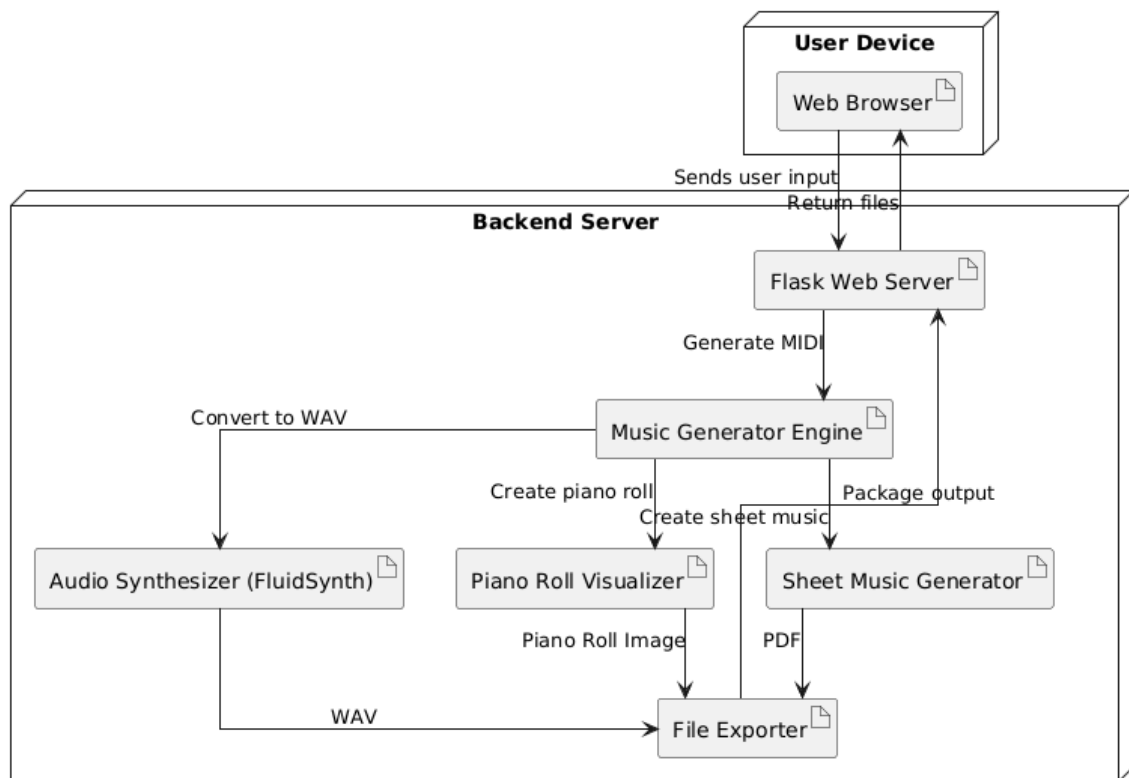 User Device
Web Browser
Sends user input
Return files
Backend Server
Flask Web Server
Generate MIDI
Convert to WAV
Music Generator Engine
Create piano roll
Package output
Create sheet music
Audio Synthesizer (FluidSynth)
Piano Roll Visualizer
Sheet Music Generator
Piano Roll Image
PDF
WAV
File Exporter